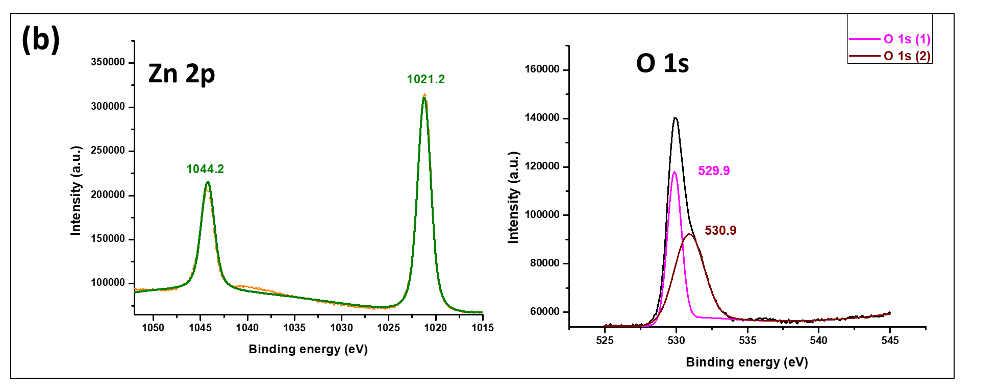 (b)
Zn 2p
1021.2
1044.2
350000
300000
250000
200000
150000
100000
Intensity (a.u.)
1050 1045 1040 1035 1030 1025 1020 1015
Binding energy (eV)
O 1s (1)
O 1s (2)
O 1s
529.9
530.9
160000
140000
120000
100000
80000
60000
Intensity (a.u.)
525 530 535 540 545
Binding energy (eV)